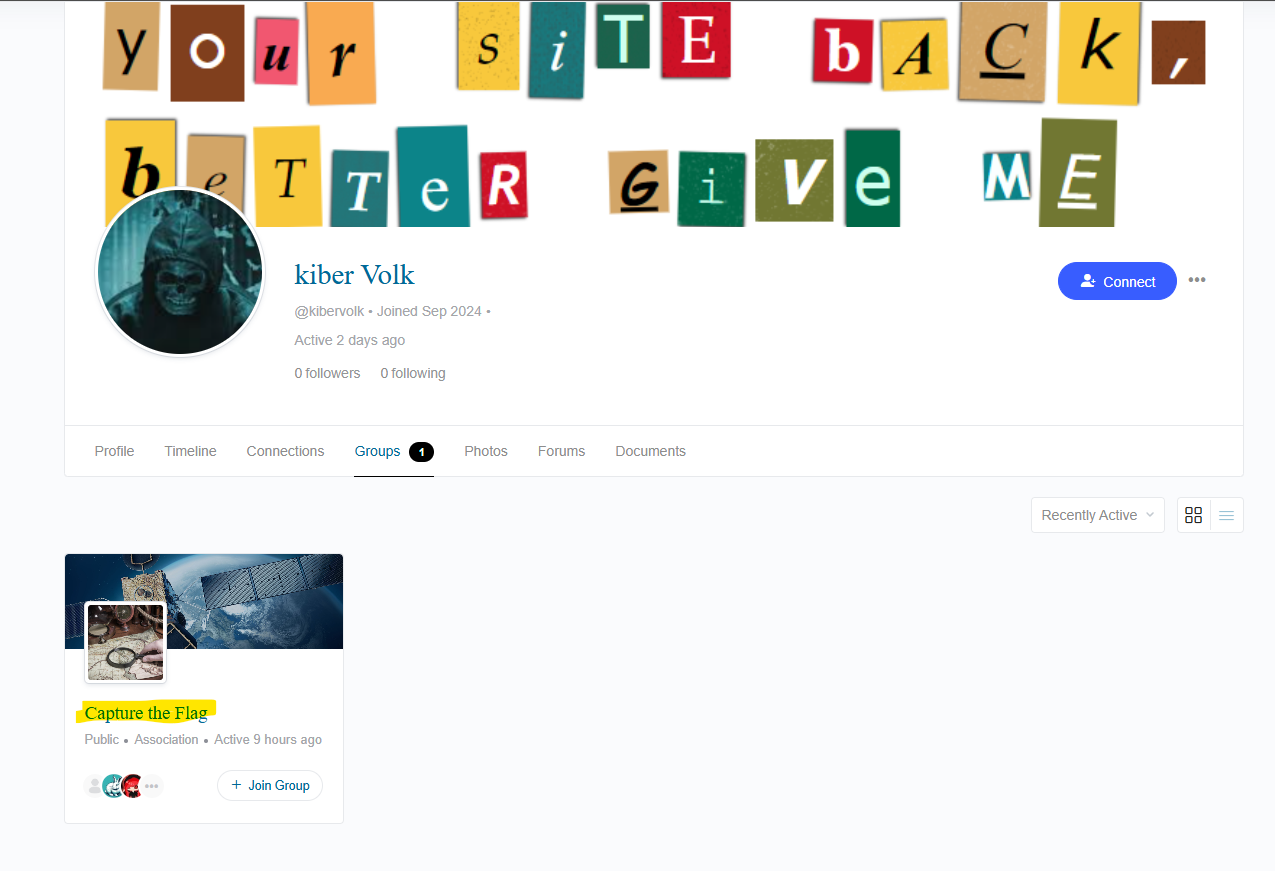 your siTE bACk,
beTTeR GiVe ME
kiber Volk
Connect
@kibervolk • Joined Sep 2024 •
Active 2 days ago
0 followers 0 following
Profile Timeline Connections Groups 1 Photos Forums Documents
Recently Active
Capture the Flag
Public • Association • Active 9 hours ago
+ Join Group